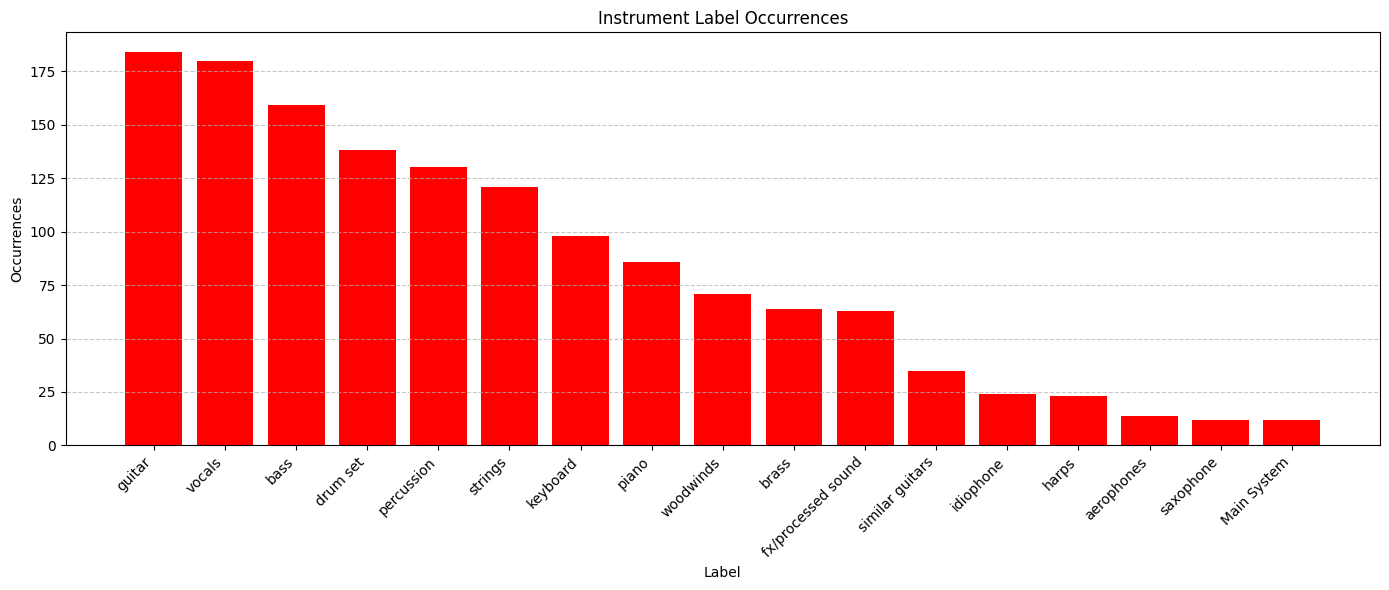 Instrument Label Occurrences
Occurrences
175
150
125
100
75
50
25
0
guitar
vocals
bass
drum set
percussion
strings
keyboard
piano
woodwinds
brass
fx/processed sound
similar guitars
idiophone
harps
aerophones
saxophone
Main System
Label